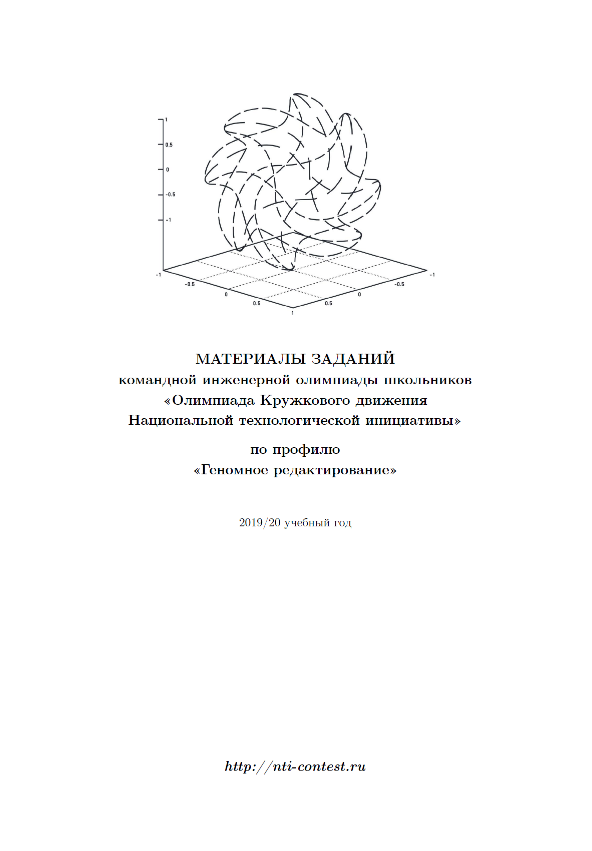 1
0.5
0
-0.5
-1
-1
-0.5
0
0.5
1
0.5
0
-0.5
-1
МАТЕРИАЛЫ ЗАДАНИЙ
командной инженерной олимпиады школьников
«Олимпиада Кружкового движения
Национальной технологической инициативы»
по профилю
«Геномное редактирование»
2019/20 учебный год
http://nti-contest.ru